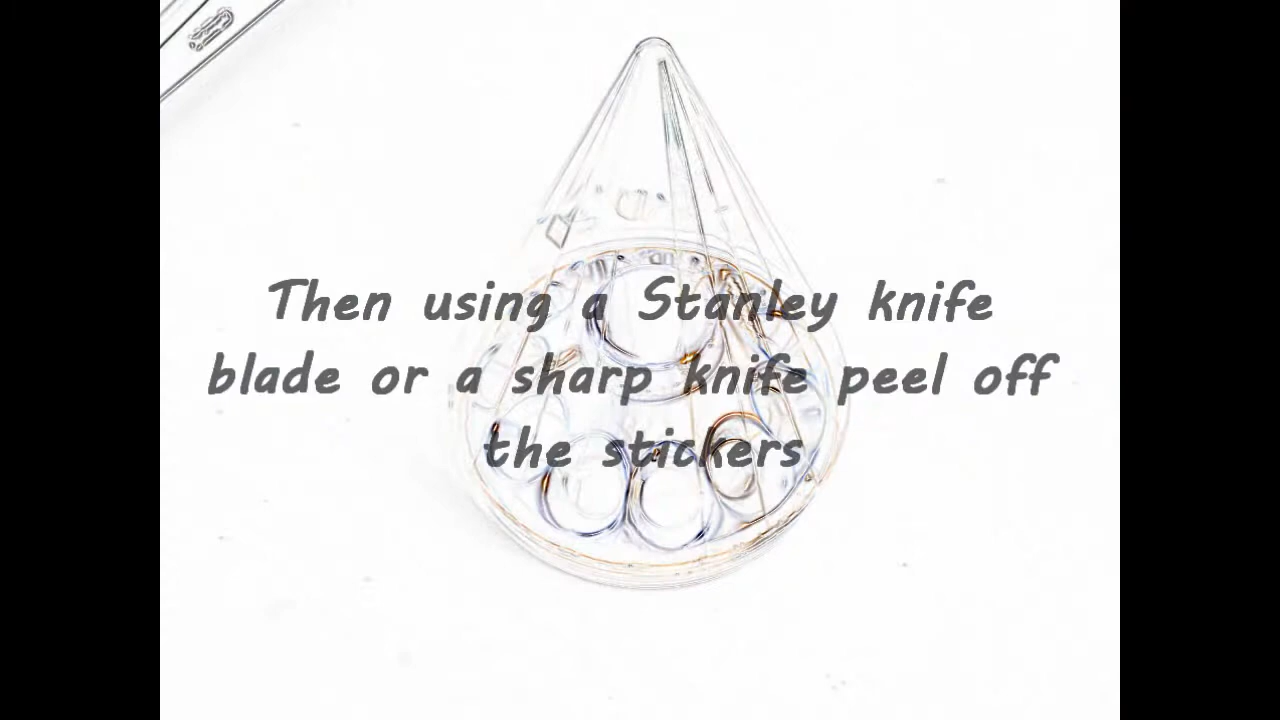 Then using a Stanley knife
blade or a sharp knife peel off
the stickers